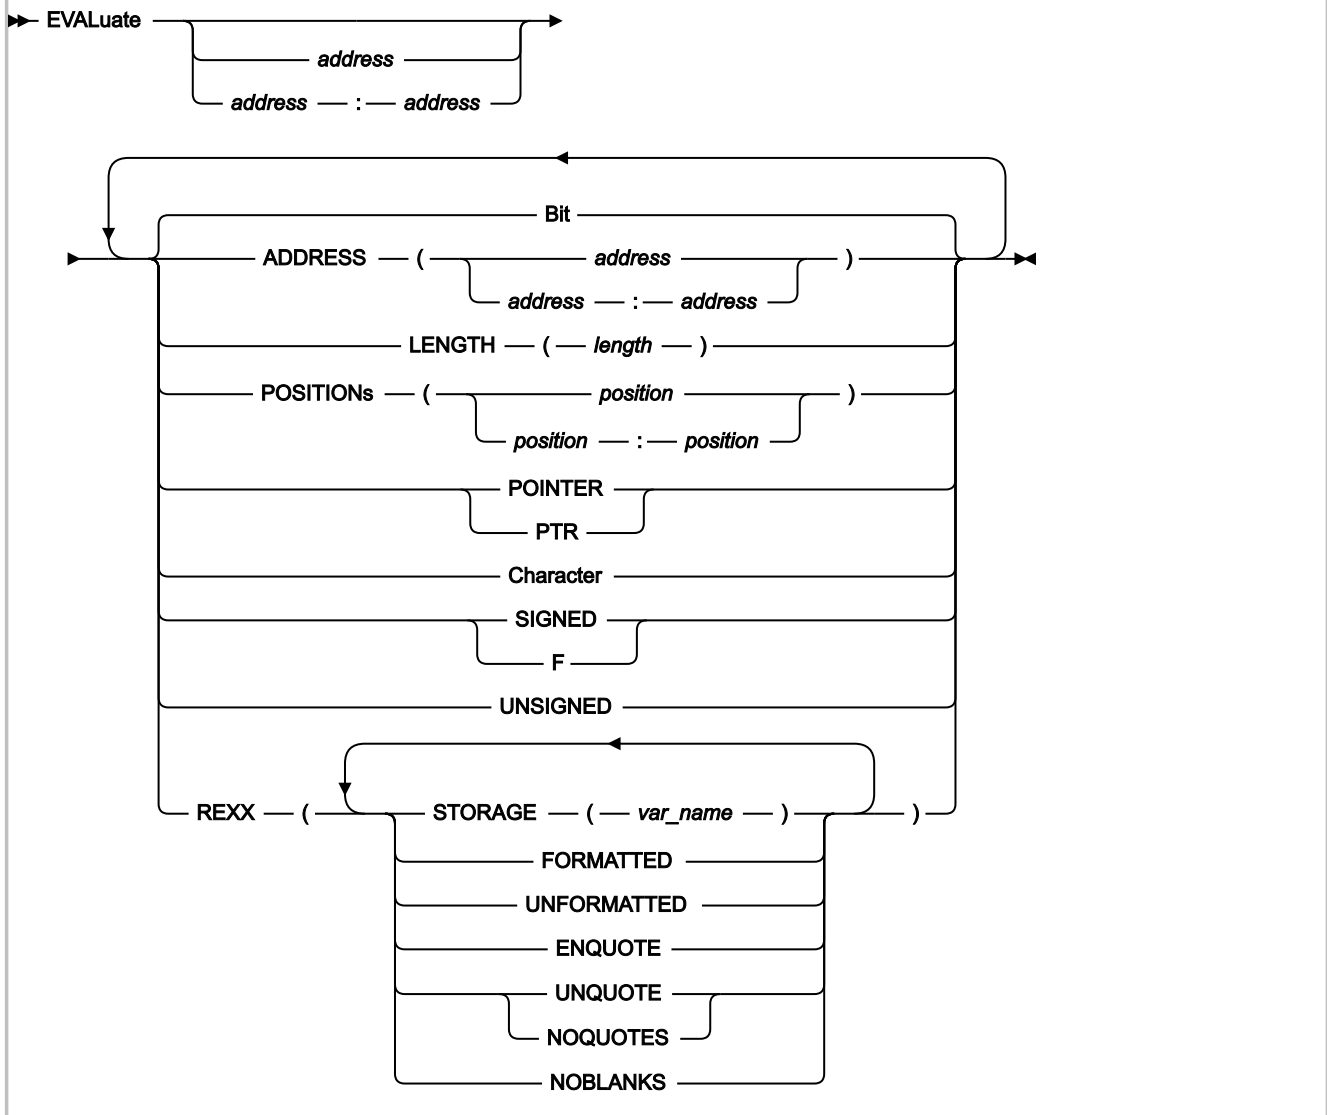 EVALuate
address
address : address
Bit
ADDRESS ( address )
address : address
LENGTH ( length )
POSITIONs ( position )
position : position
POINTER
PTR
Character
SIGNED
F
UNSIGNED
REXX ( STORAGE ( var_name ) )
FORMATTED
UNFORMATTED
ENQUOTE
UNQUOTE
NOQUOTES
NOBLANKS